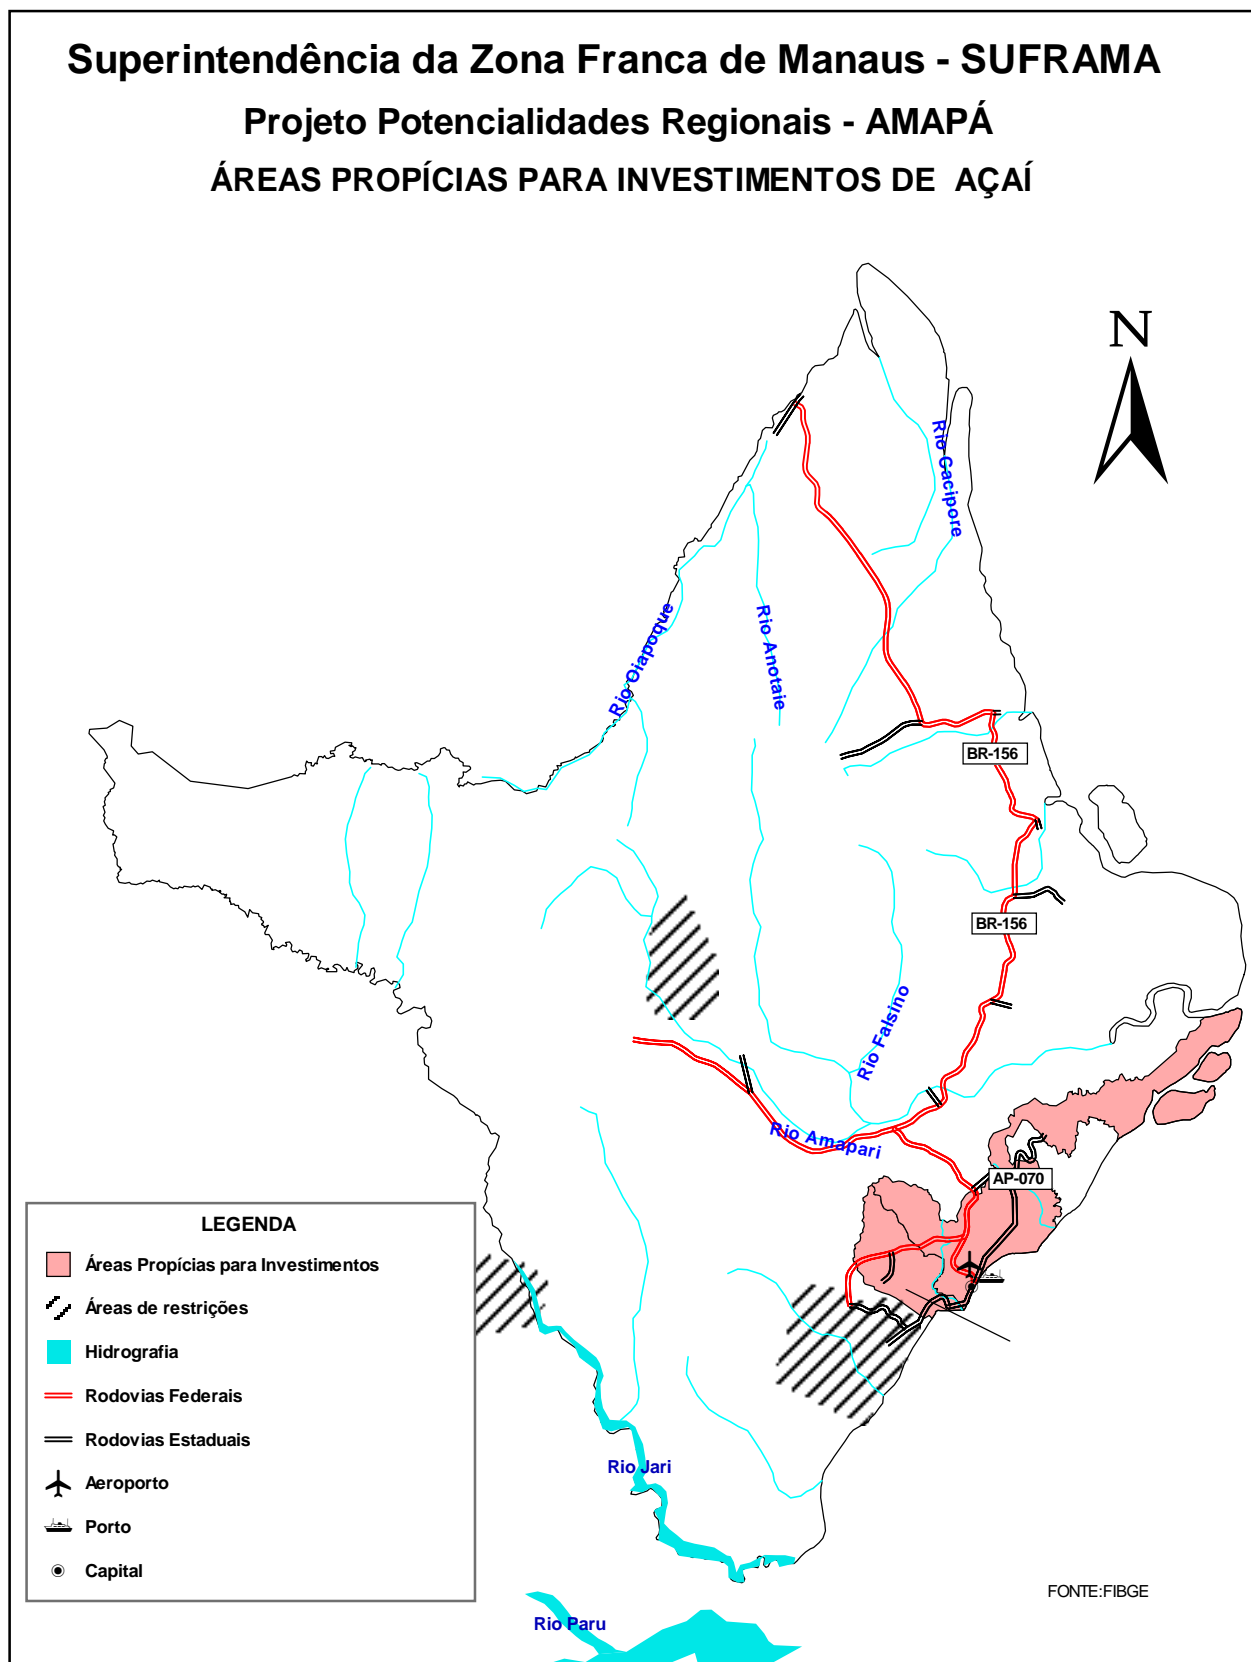 Superintendência da Zona Franca de Manaus - SUFRAMA
Projeto Potencialidades Regionais - AMAPÁ
ÁREAS PROPÍCIAS PARA INVESTIMENTOS DE AÇAÍ
N
Rio Cacipore
Rio Oiapoque
Rio Anotaie
BR-156
BR-156
Rio Falsino
Rio Amapari
AP-070
LEGENDA
Áreas Propícias para Investimentos
Áreas de restrições
Hidrografia
Rodovias Federais
Rodovias Estaduais
Aeroporto
Porto
Capital
Rio Jari
Rio Paru
FONTE:FIBGE